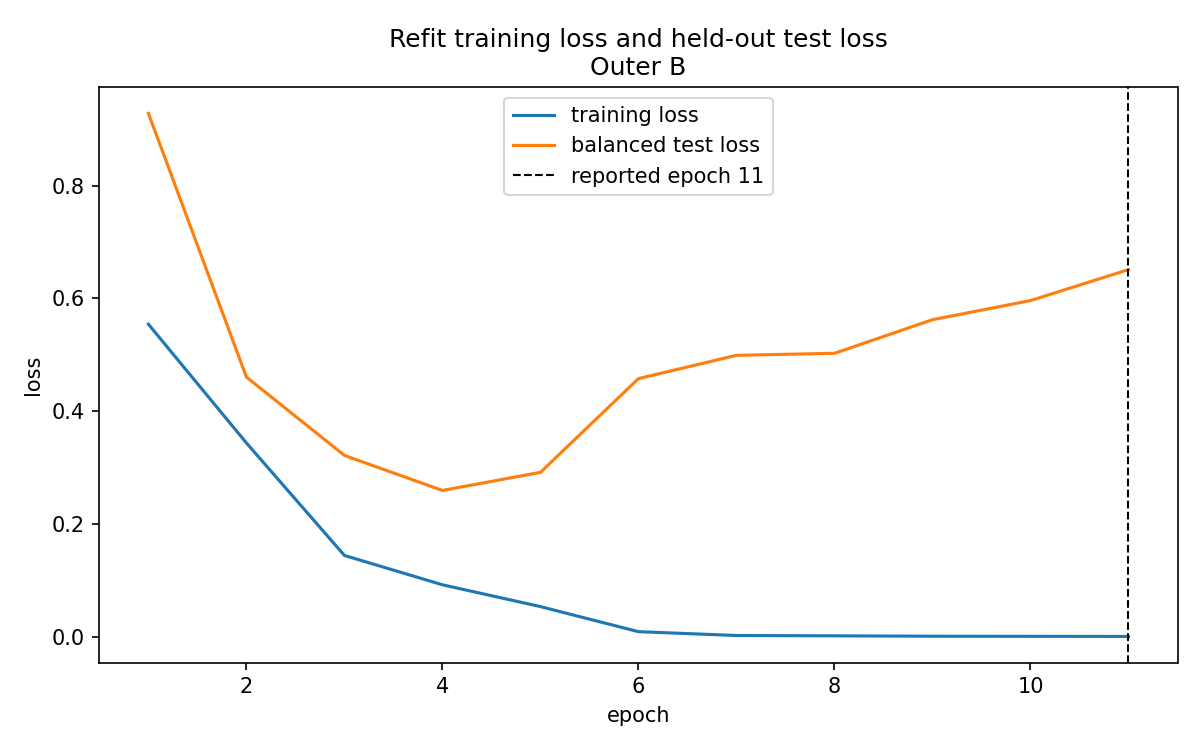 Refit training loss and held-out test loss
Outer B
training loss
balanced test loss
reported epoch 11
loss
0.8
0.6
0.4
0.2
0.0
2 4 6 8 10
epoch